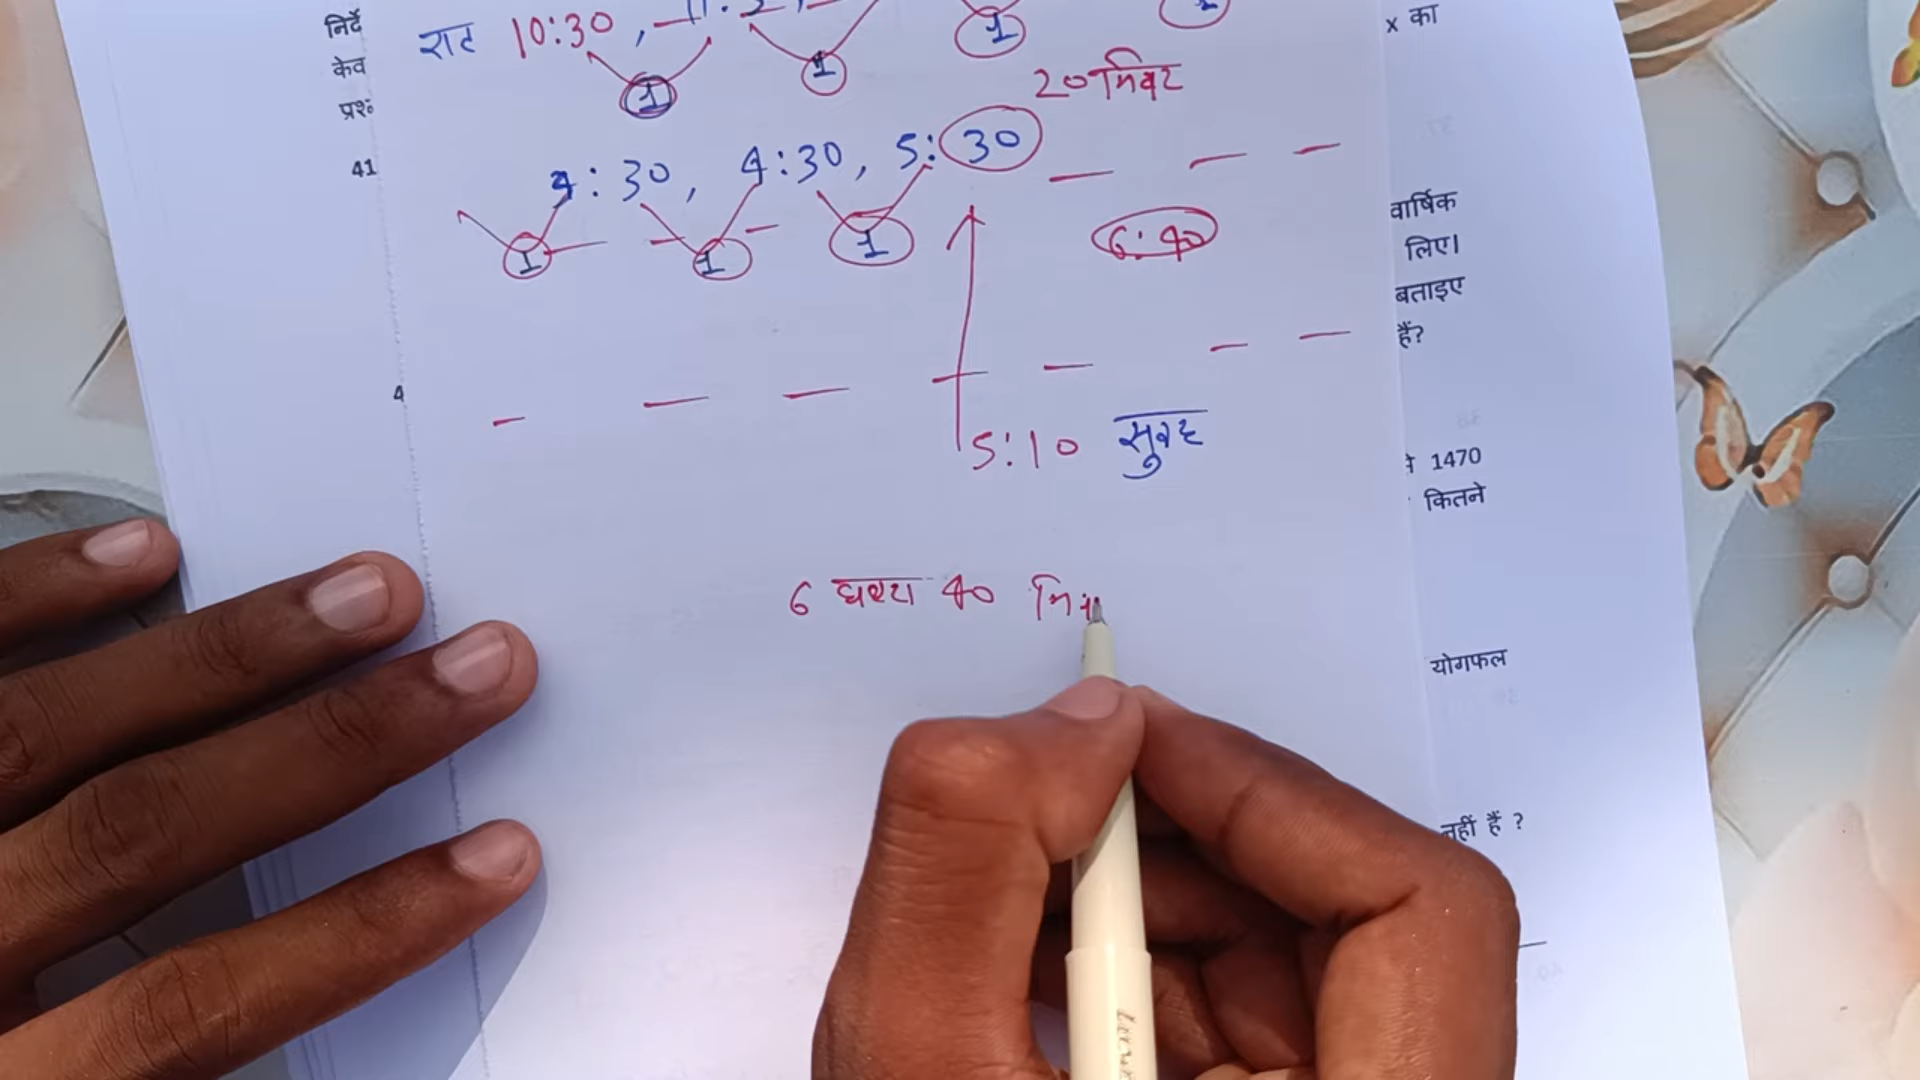 निर्दे
केव
प्रश्न
रात 10:30 ,
1 1 1
x का
20 मिनट
41
3:30, 4:30, 5:30
1 1 1
6:40
वार्षिक
लिए।
बताइए
हैं?
4
5:10 सुबह
ने 1470
कितने
6 घण्टा 40 मिन
योगफल
नहीं हैं ?